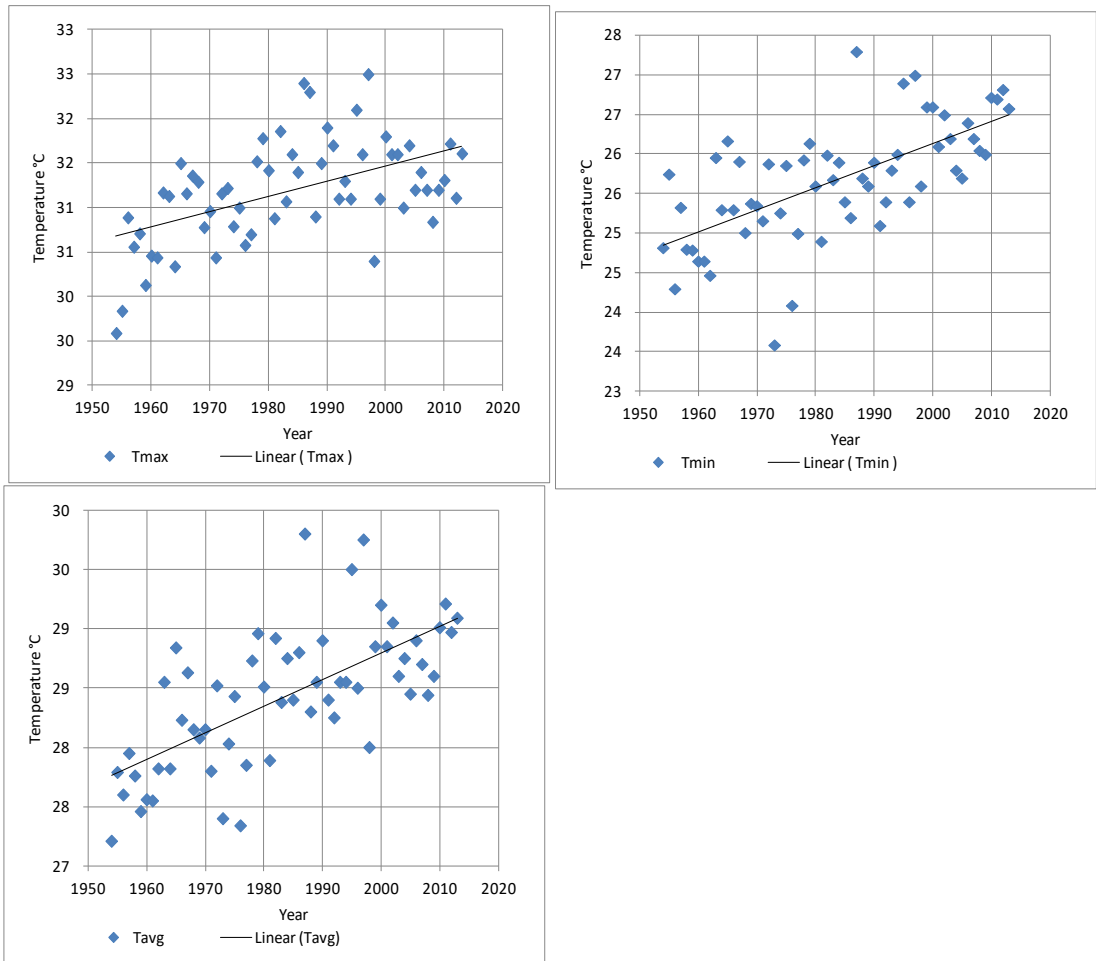 33
33
32
32
31
31
30
30
29
Temperature °C
1950 1960 1970 1980 1990 2000 2010 2020
Year
Tmax Linear ( Tmax )
28
27
27
26
26
25
25
24
24
23
Temperature °C
1950 1960 1970 1980 1990 2000 2010 2020
Year
Tmin Linear ( Tmin )
30
30
29
29
28
28
27
Temperature °C
1950 1960 1970 1980 1990 2000 2010 2020
Year
Tavg Linear (Tavg)